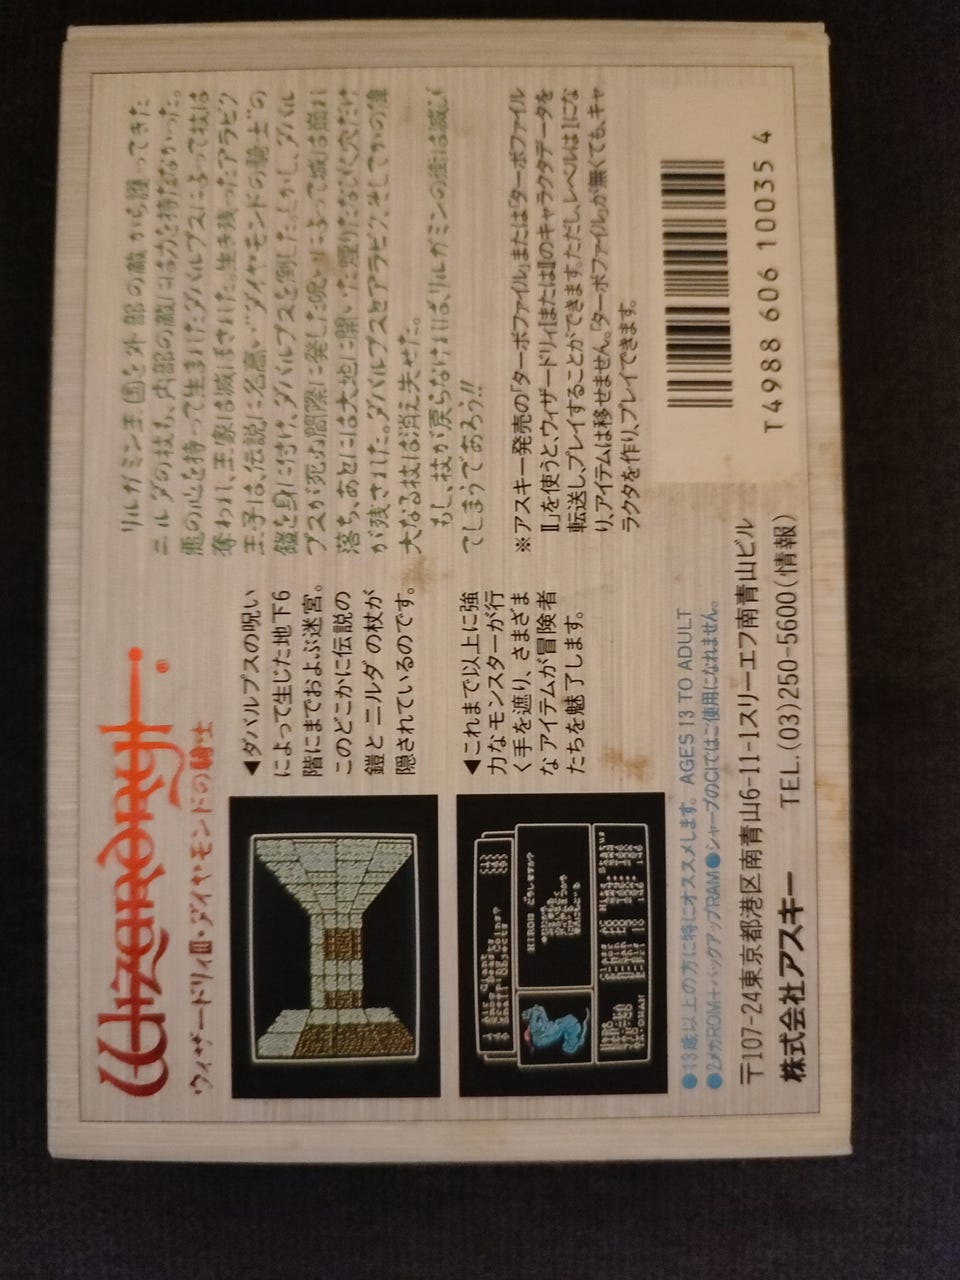 Wizardry®
ウィザードリィⅢ・ダイヤモンドの騎士
リルガミン王国を外部の敵から護ってきた
ニルダの杖も、内部の敵には力を持たなかった。
悪の心を持って生まれたダバルプスによって杖は
奪われ、王家は滅ぼされた。生き残ったアラビク
王子は、伝説に名高い"ダイヤモンドの騎士"の
鎧を身に付け、ダバルプスを倒した。しかし、ダバル
プスが死ぬ間際に発した呪いによって城は崩れ
落ち、あとには大地に開いた煙りたなびく穴だけ
が残された。ダバルプスもアラビクも、そしてかの偉
大なる杖は消え失せた。
もし、杖が戻らなければ、リルガミンの街は滅し
てしまうであろう!!
※アスキー発売の「ターボファイル」または「ターボファイル
Ⅱ」を使うと、ウィザードリィⅠまたはⅡのキャラクタデータを
転送し、プレイすることができます。ただし、レベルは1にな
り、アイテムは移せません。「ターボファイル」が無くても、キャ
ラクタを作り、プレイできます。
◀ダバルプスの呪い
によって生じた地下6
階にまでおよぶ迷宮。
このどこかに伝説の
鎧とニルダの杖が
隠されているのです。
◀これまで以上に強
力なモンスターが行
く手を遮り、さまざま
なアイテムが冒険者
たちを魅了します。
HIROは どうしますか?
●13歳以上の方に特にオススメします。 AGES 13 TO ADULT
●2メガROM+バックアップRAM●シャープのC1ではご使用になれません。
〒107-24東京都港区南青山6-11-1スリーエフ南青山ビル
株式会社アスキー TEL.(03)250-5600(情報)
T4988 606 10035 4